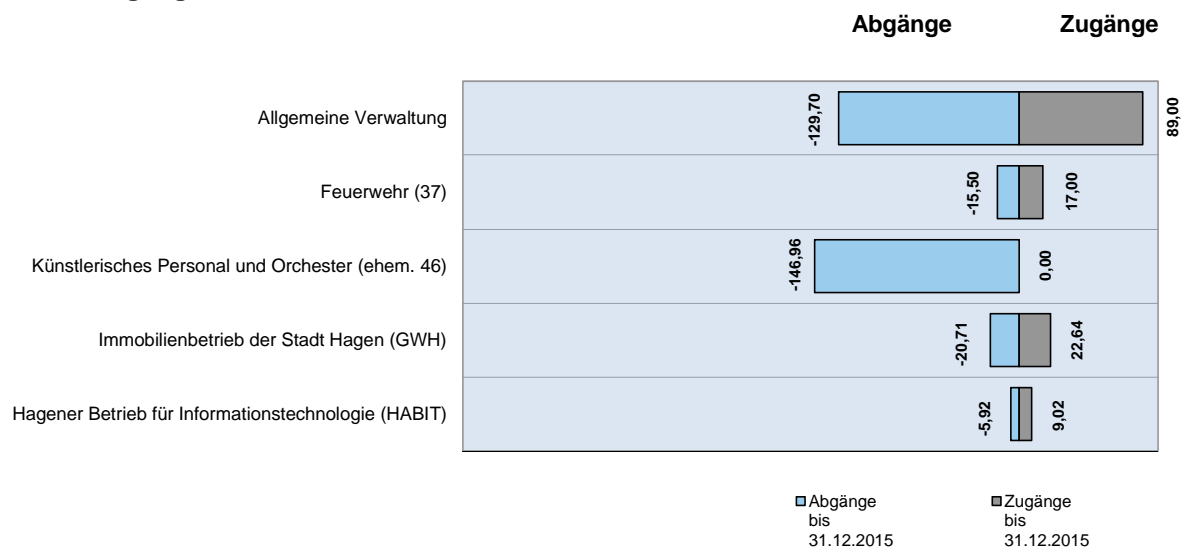 Abgänge Zugänge
Allgemeine Verwaltung -129,70 89,00
Feuerwehr (37) -15,50 17,00
Künstlerisches Personal und Orchester (ehem. 46) -146,96 0,00
Immobilienbetrieb der Stadt Hagen (GWH) -20,71 22,64
Hagener Betrieb für Informationstechnologie (HABIT) -5,92 9,02
Abgänge
bis
31.12.2015
Zugänge
bis
31.12.2015